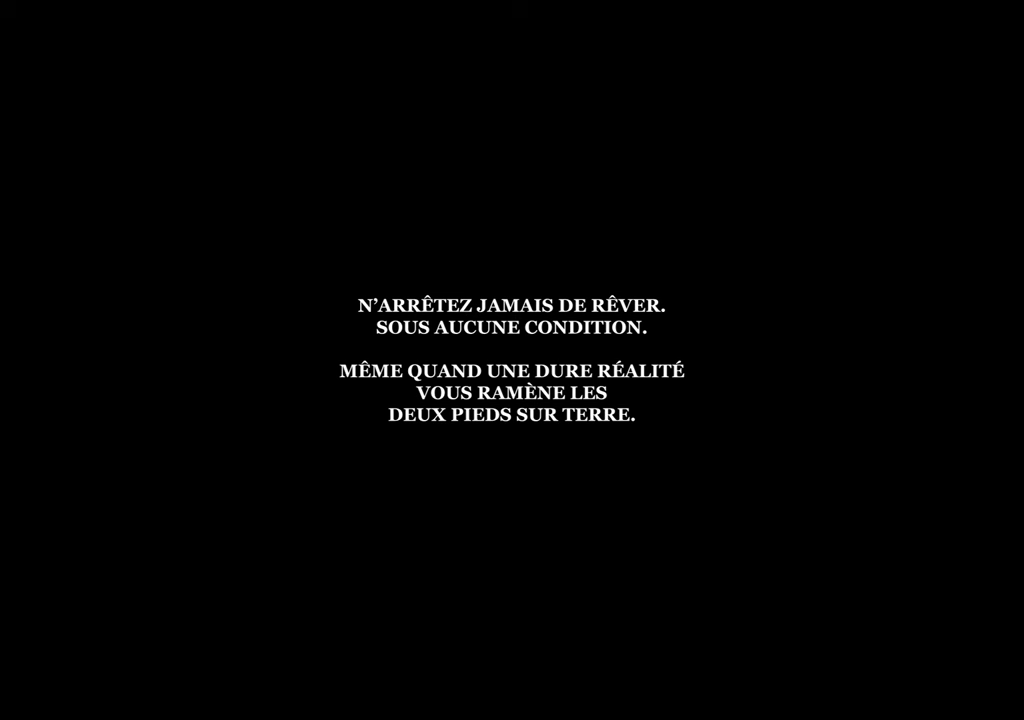 N’ARRÊTEZ JAMAIS DE RÊVER.
SOUS AUCUNE CONDITION.
MÊME QUAND UNE DURE RÉALITÉ
VOUS RAMÈNE LES
DEUX PIEDS SUR TERRE.